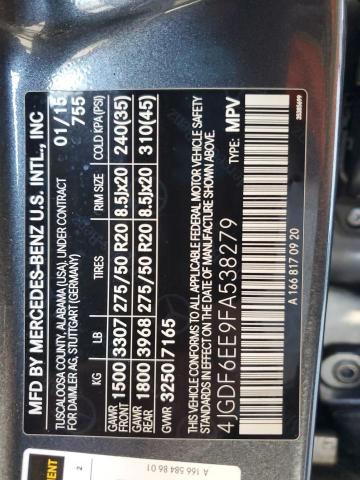 MFD BY MERCEDES-BENZ U.S. INTL., INC
TUSCALOOSA COUNTY, ALABAMA (USA), UNDER CONTRACT
FOR DAIMLER AG, STUTTGART (GERMANY)
01/15
755
KG LB TIRES RIM SIZE COLD KPA(PSI)
GAWR FRONT 1500 3307 275/50 R20 8.5Jx20 240(35)
GAWR REAR 1800 3968 275/50 R20 8.5Jx20 310(45)
GVWR 3250/7165
THIS VEHICLE CONFORMS TO ALL APPLICABLE FEDERAL MOTOR VEHICLE SAFETY
STANDARDS IN EFFECT ON THE DATE OF MANUFACTURE SHOWN ABOVE.
4JGDF6EE9FA538279
TYPE: MPV
A 166 817 09 20
A 166 584 86 01
2